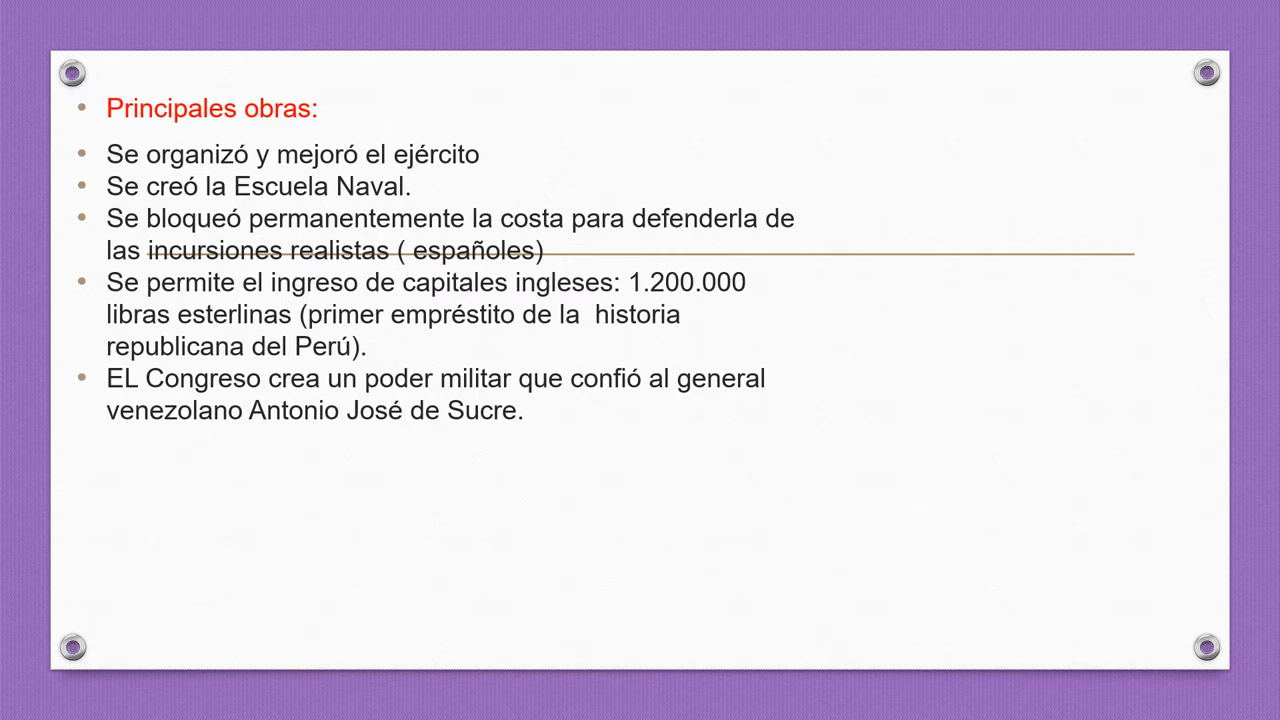 • Principales obras:
• Se organizó y mejoró el ejército
• Se creó la Escuela Naval.
• Se bloqueó permanentemente la costa para defenderla de
las incursiones realistas ( españoles)
• Se permite el ingreso de capitales ingleses: 1.200.000
libras esterlinas (primer empréstito de la  historia
republicana del Perú).
• EL Congreso crea un poder militar que confió al general
venezolano Antonio José de Sucre.